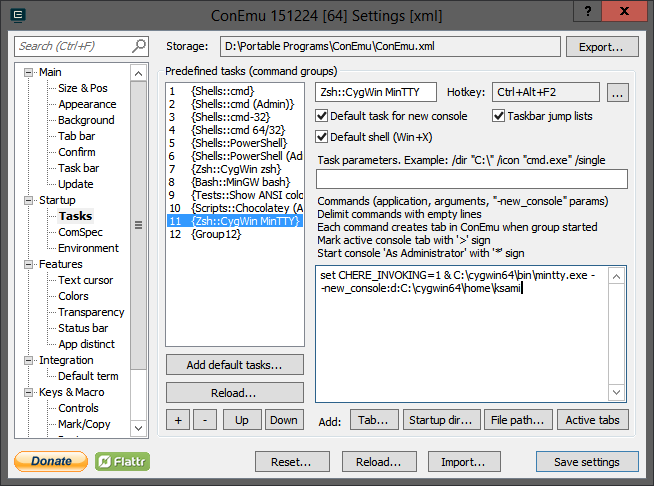 ConEmu 151224 [64] Settings [xml]
?
Search (Ctrl+F)
Storage:
D:\Portable Programs\ConEmu\ConEmu.xml
Export...
Main
Size & Pos
Appearance
Background
Tab bar
Confirm
Task bar
Update
Startup
Tasks
ComSpec
Environment
Features
Text cursor
Colors
Transparency
Status bar
App distinct
Integration
Default term
Keys & Macro
Controls
Mark/Copy
Predefined tasks (command groups)
1 {Shells::cmd}
2 {Shells::cmd (Admin)}
3 {Shells::cmd-32}
4 {Shells::cmd 64/32}
5 {Shells::PowerShell}
6 {Shells::PowerShell (Ad
7 {Shells::CygWin zsh}
8 {Bash::MinGW bash}
9 {Tests::Show ANSI colo
10 {Scripts::Chocolatey (A
11 {Zsh::CygWin MinTTY}
12 {Group12}
Add default tasks...
Reload...
+ - Up Down
Zsh::CygWin MinTTY
Hotkey:
Ctrl+Alt+F2
...
Default task for new console
Taskbar jump lists
Default shell (Win+X)
Task parameters. Example: /dir "C:\" /icon "cmd.exe" /single
Commands (application, arguments, "-new_console" params)
Delimit commands with empty lines
Each command creates tab in ConEmu when group started
Mark active console tab with '>' sign
Start console 'As Administrator' with '*' sign
set CHERE_INVOKING=1 & C:\cygwin64\bin\mintty.exe -
-new_console:d:C:\cygwin64\home\ksami
Add: Tab... Startup dir... File path... Active tabs
Donate
Flattr
Reset... Reload... Import... Save settings